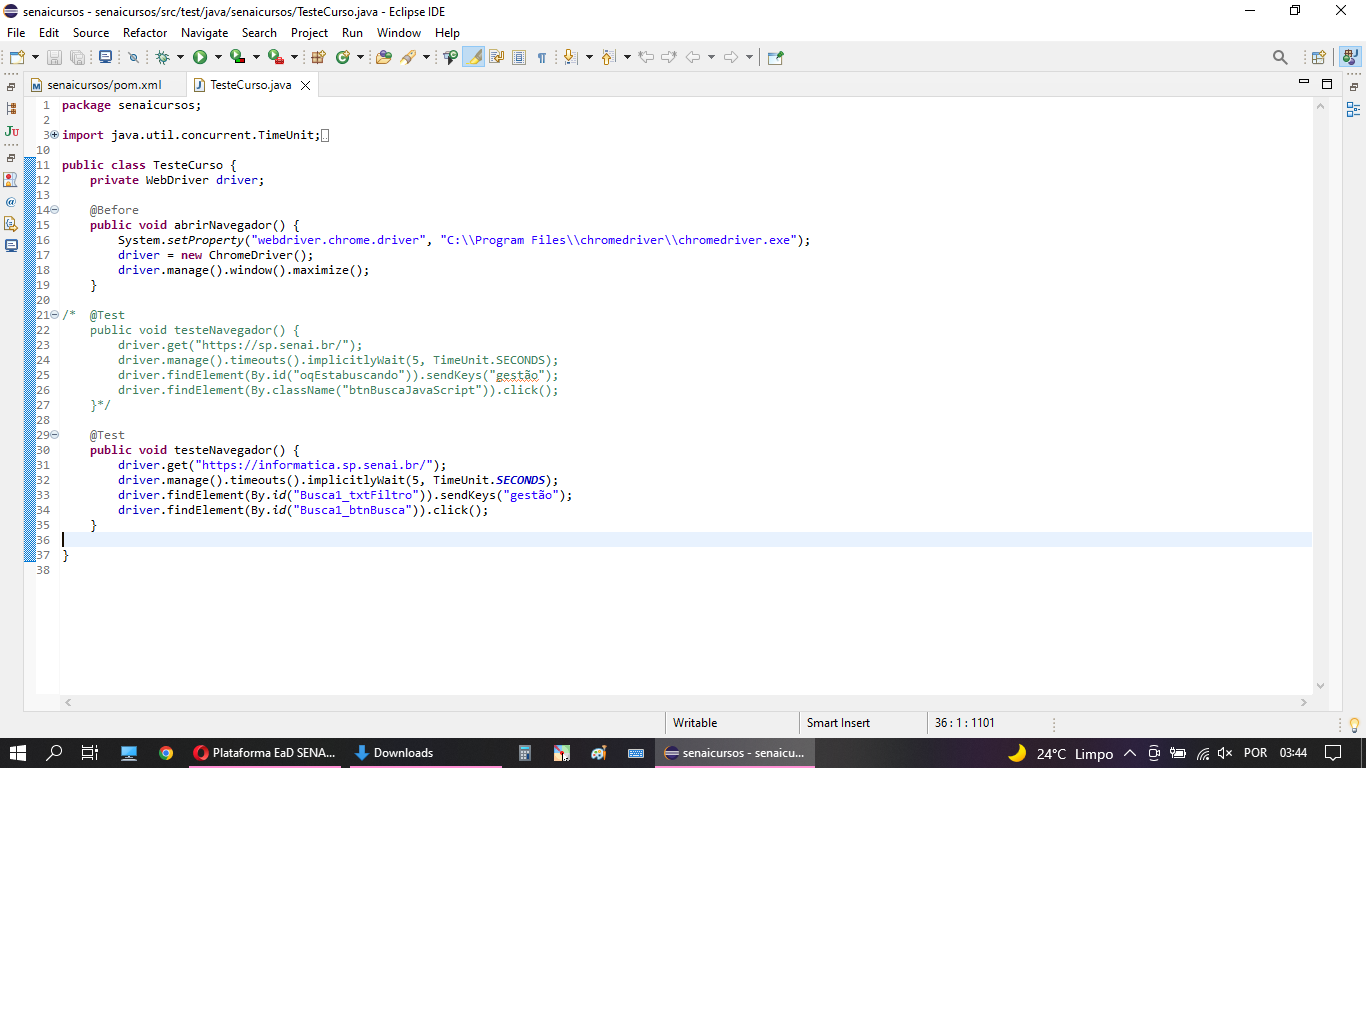 senaicursos - senaicursos/src/test/java/senaicursos/TesteCurso.java - Eclipse IDE
File Edit Source Refactor Navigate Search Project Run Window Help
senaicursos/pom.xml TesteCurso.java
1 package senaicursos;
2
3 import java.util.concurrent.TimeUnit;
10
11 public class TesteCurso {
12 private WebDriver driver;
13
14 @Before
15 public void abrirNavegador() {
16 System.setProperty("webdriver.chrome.driver", "C:\\Program Files\\chromedriver\\chromedriver.exe");
17 driver = new ChromeDriver();
18 driver.manage().window().maximize();
19 }
20
21 /* @Test
22 public void testeNavegador() {
23 driver.get("https://sp.senai.br/");
24 driver.manage().timeouts().implicitlyWait(5, TimeUnit.SECONDS);
25 driver.findElement(By.id("oqEstabuscando")).sendKeys("gestão");
26 driver.findElement(By.className("btnBuscaJavaScript")).click();
27 }*/
28
29 @Test
30 public void testeNavegador() {
31 driver.get("https://informatica.sp.senai.br/");
32 driver.manage().timeouts().implicitlyWait(5, TimeUnit.SECONDS);
33 driver.findElement(By.id("Busca1_txtFiltro")).sendKeys("gestão");
34 driver.findElement(By.id("Busca1_btnBusca")).click();
35 }
36
37 }
38
Writable Smart Insert 36 : 1 : 1101
Plataforma EaD SENA... Downloads senaicursos - senaicu... 24°C Limpo POR 03:44